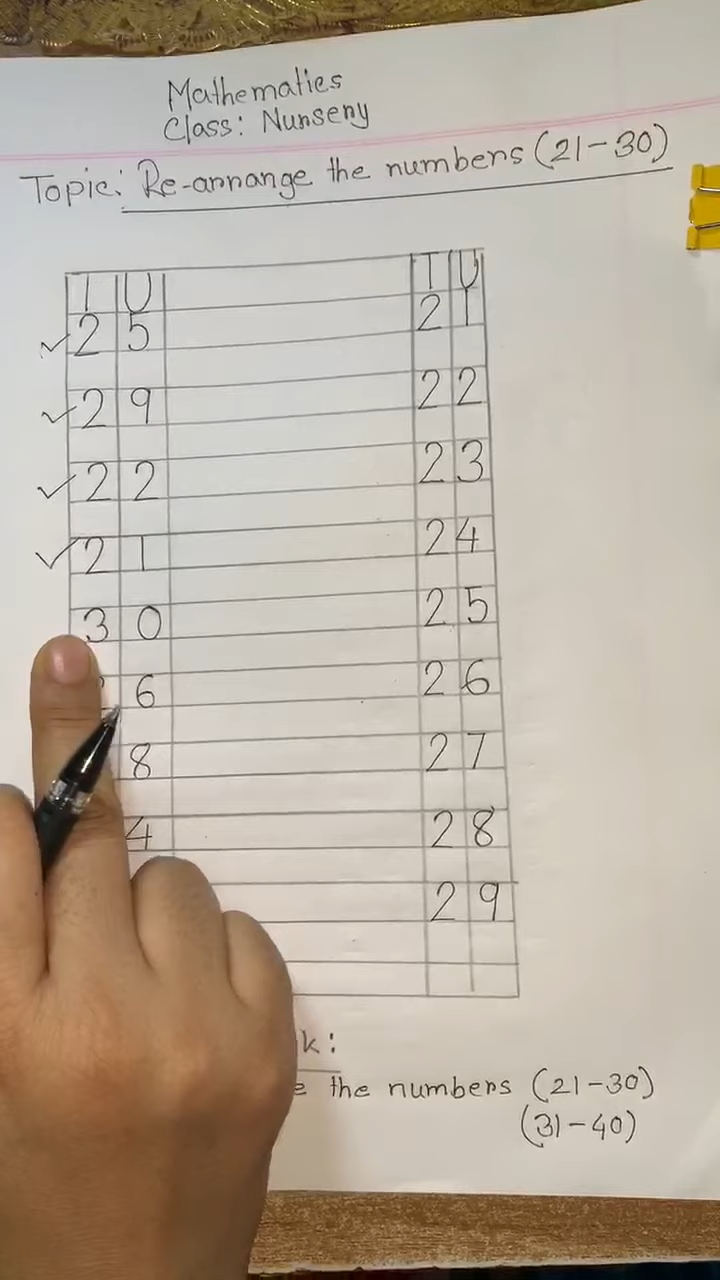 Mathematics
Class: Nunseny
Topic: Re-arrange the numbers (21-30)
T U T U
✓ 2 5 2 1
✓ 2 9 2 2
✓ 2 2 2 3
✓ 2 1 2 4
3 0 2 5
6 2 6
8 2 7
4 2 8
2 9
k:
e the numbers (21-30)
(31-40)